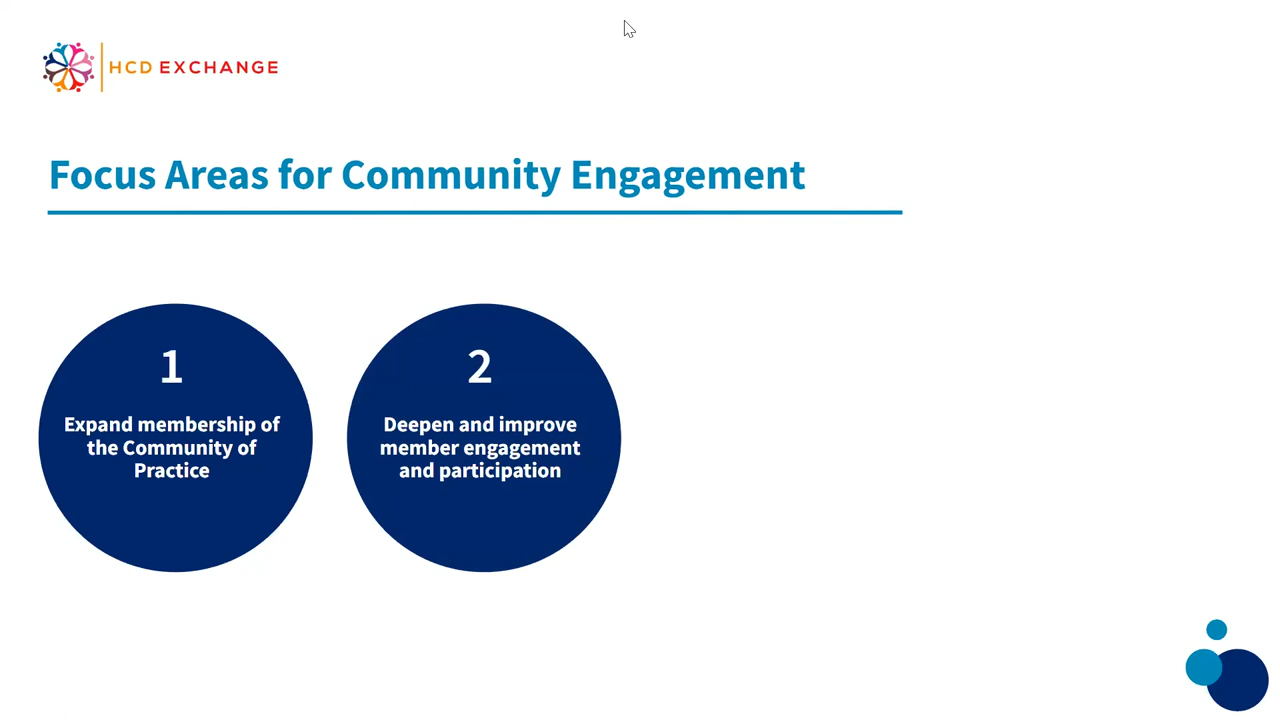 HCD EXCHANGE
Focus Areas for Community Engagement
1
Expand membership of
the Community of
Practice
2
Deepen and improve
member engagement
and participation